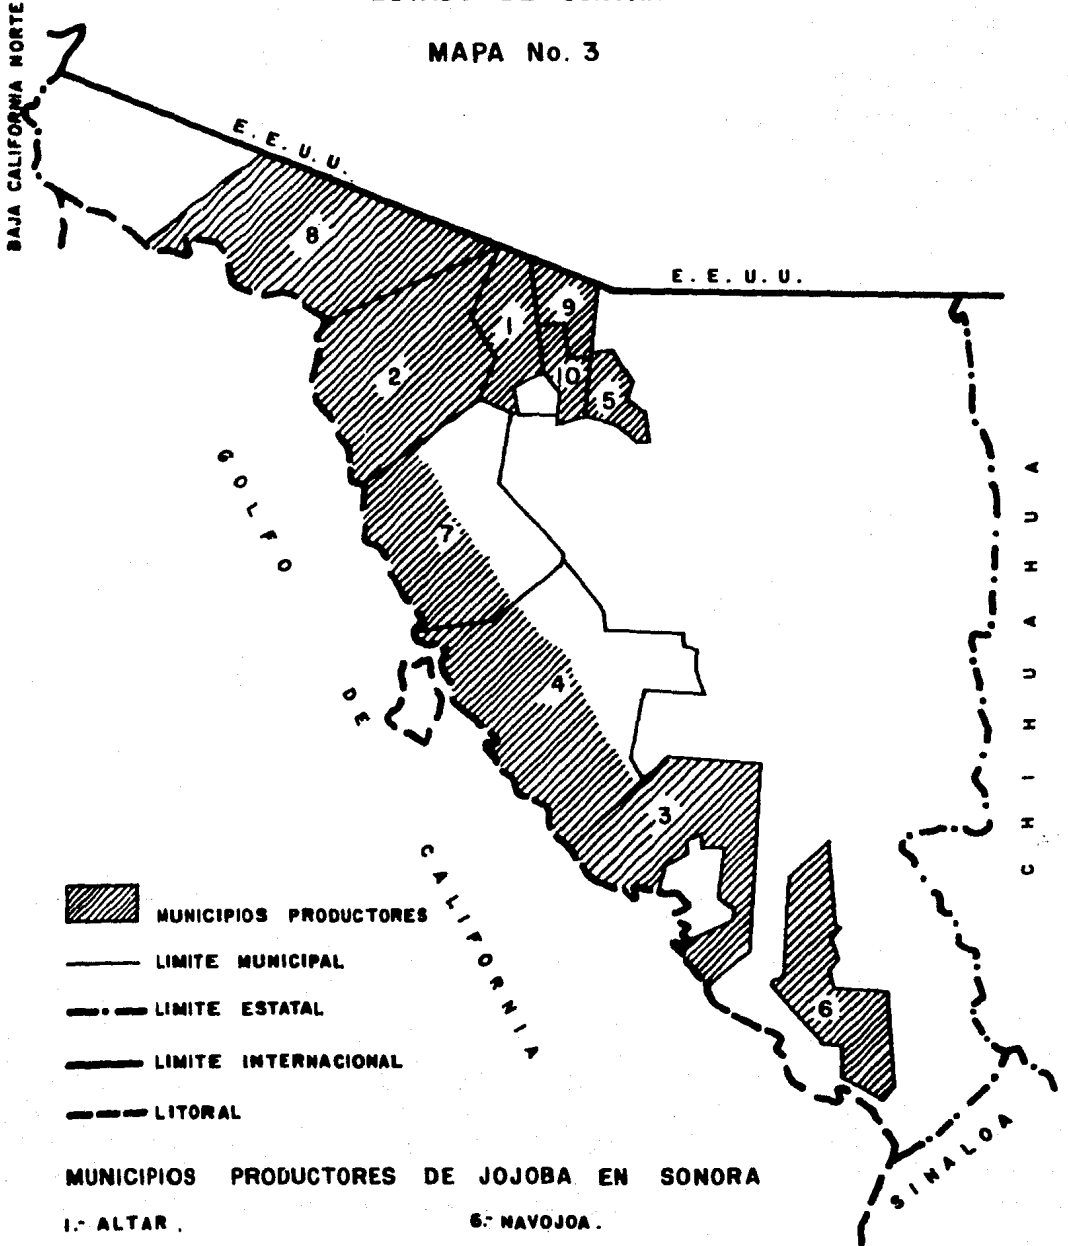 MAPA No. 3
BAJA CALIFORNIA NORTE
E. E. U. U.
E. E. U. U.
8
9
1
2
10
5
7
4
3
6
GOLFO
DE
CALIFORNIA
CHIHUAHUA
SINALOA
MUNICIPIOS PRODUCTORES
LIMITE MUNICIPAL
LIMITE ESTATAL
LIMITE INTERNACIONAL
LITORAL
MUNICIPIOS PRODUCTORES DE JOJOBA EN SONORA
1.- ALTAR.
6.- NAVOJOA.